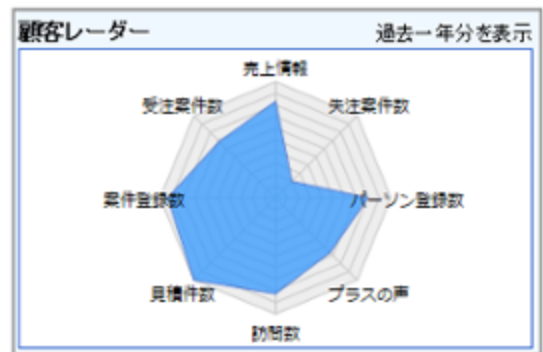 顧客レーダー
過去一年分を表示
売上情報
受注案件数
失注案件数
案件登録数
パーソン登録数
見積件数
プラスの声
訪問数